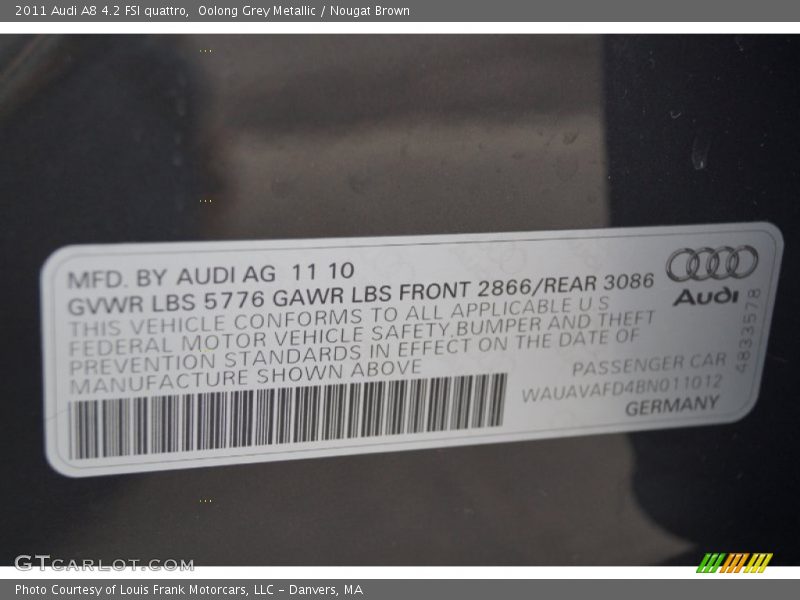 2011 Audi A8 4.2 FSI quattro,  Oolong Grey Metallic / Nougat Brown
MFD. BY AUDI AG 11 10
GVWR LBS 5776 GAWR LBS FRONT 2866/REAR 3086
THIS VEHICLE CONFORMS TO ALL APPLICABLE U S
FEDERAL MOTOR VEHICLE SAFETY,BUMPER AND THEFT
PREVENTION STANDARDS IN EFFECT ON THE DATE OF
MANUFACTURE SHOWN ABOVE
Audi
4833578
PASSENGER CAR
WAUAVAFD4BN011012
GERMANY
GTCARLOT.COM
Photo Courtesy of Louis Frank Motorcars, LLC – Danvers, MA